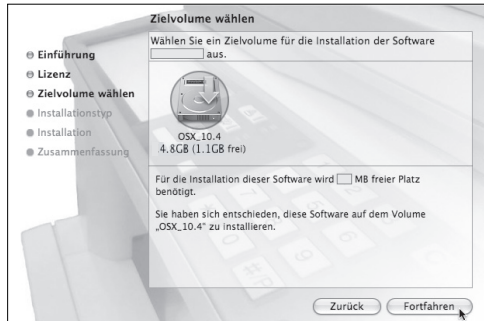 Zielvolume wählen
Wählen Sie ein Zielvolume für die Installation der Software
aus.
Einführung
Lizenz
Zielvolume wählen
Installationstyp
Installation
Zusammenfassung
OSX_10.4
4.8GB (1.1GB frei)
Für die Installation dieser Software wird MB freier Platz
benötigt.
Sie haben sich entschieden, diese Software auf dem Volume
„OSX_10.4“ zu installieren.
Zurück
Fortfahren